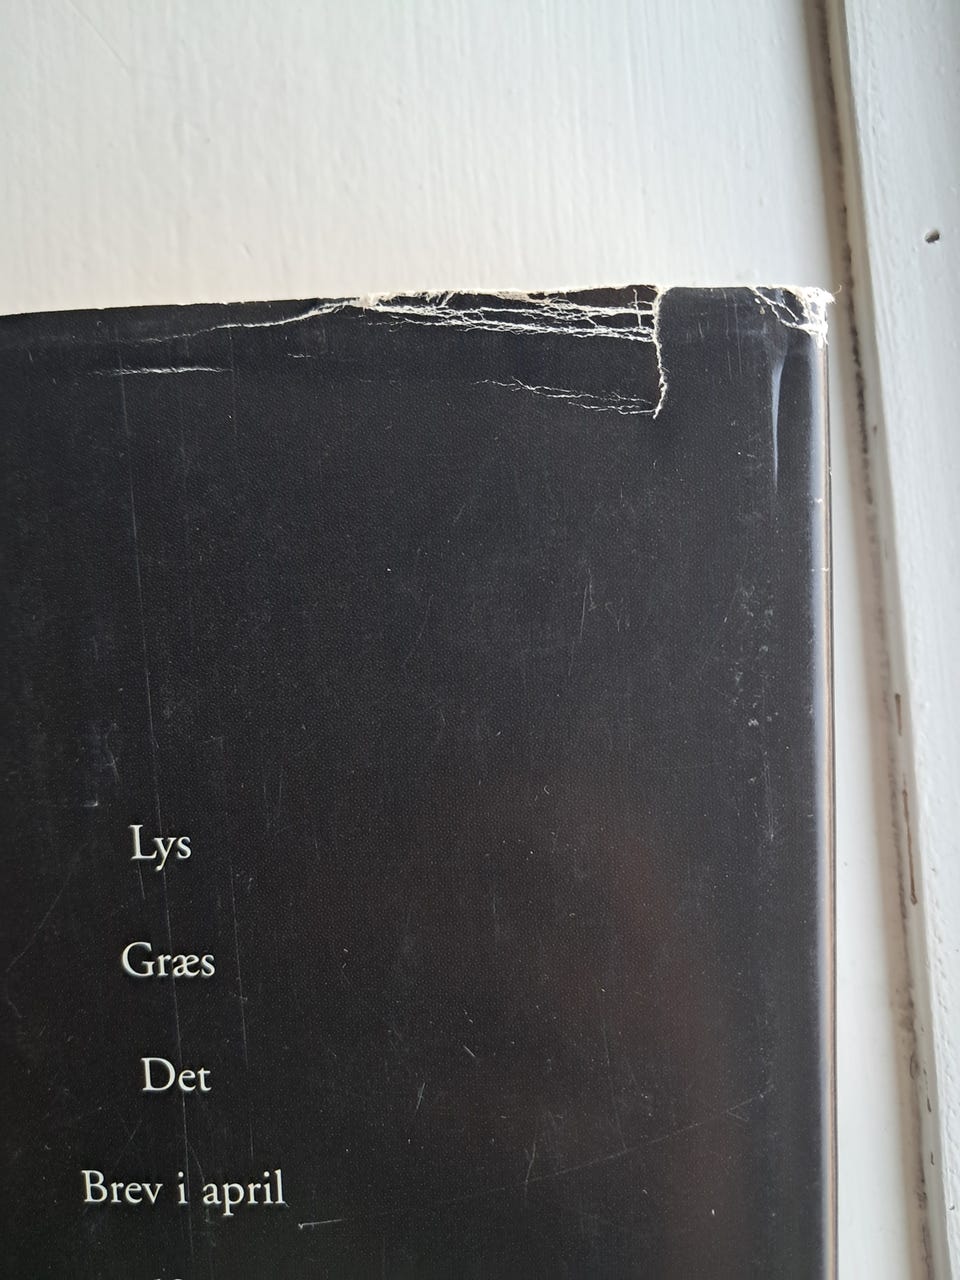 Lys
Græs
Det
Brev i april